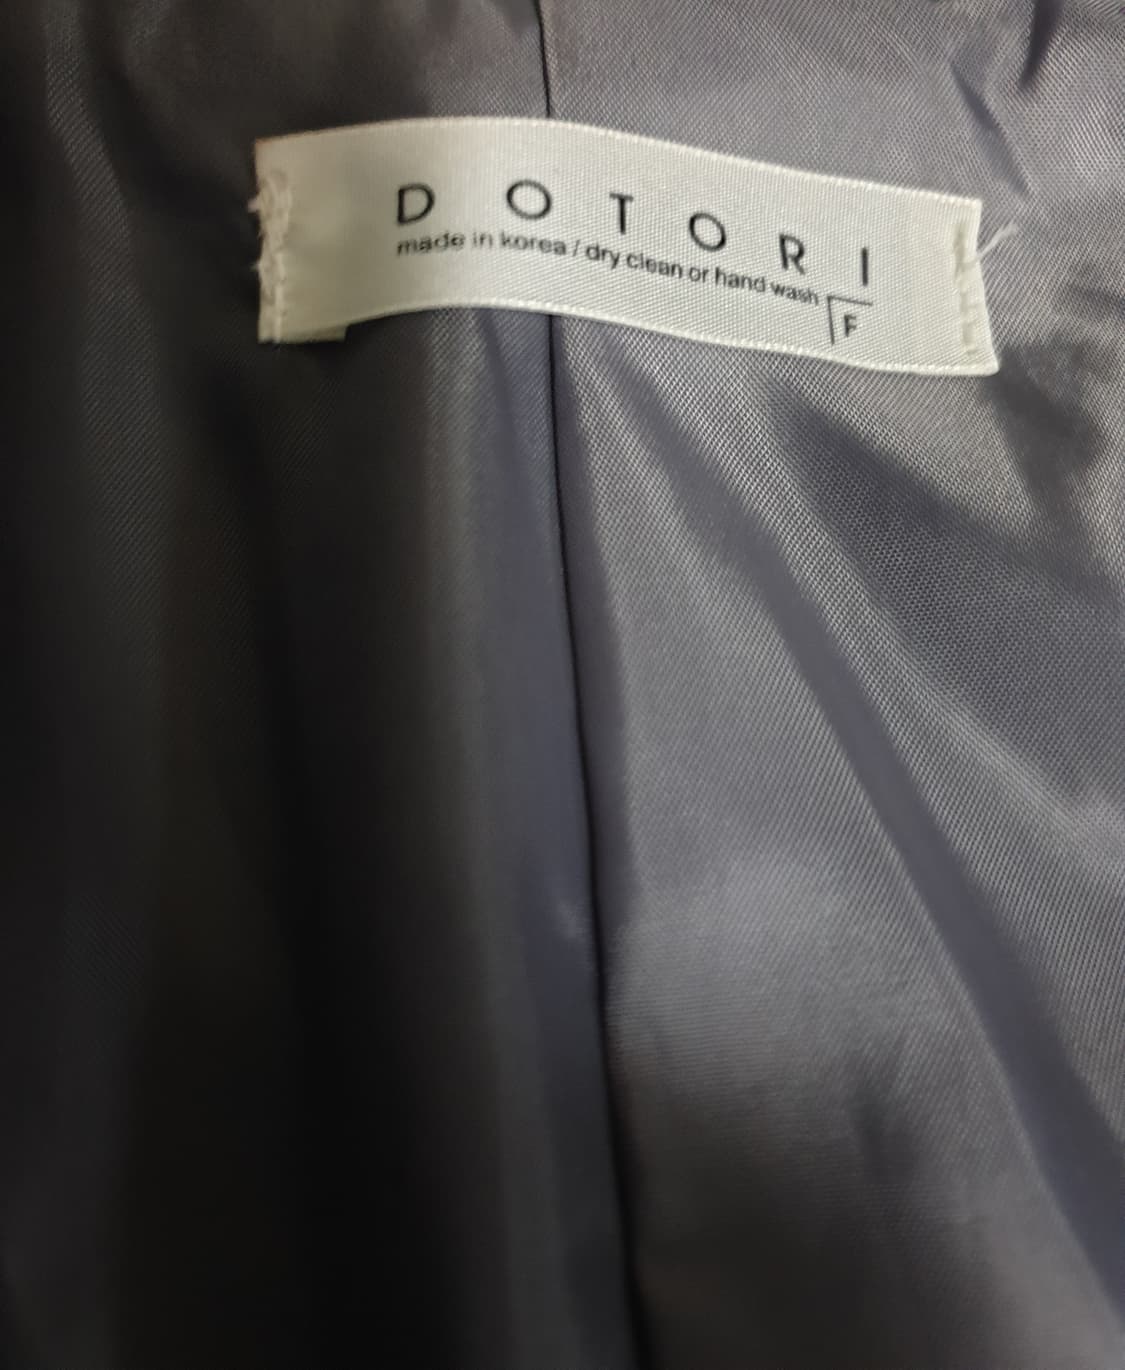 DOTORI
made in korea / dry clean or hand wash
F